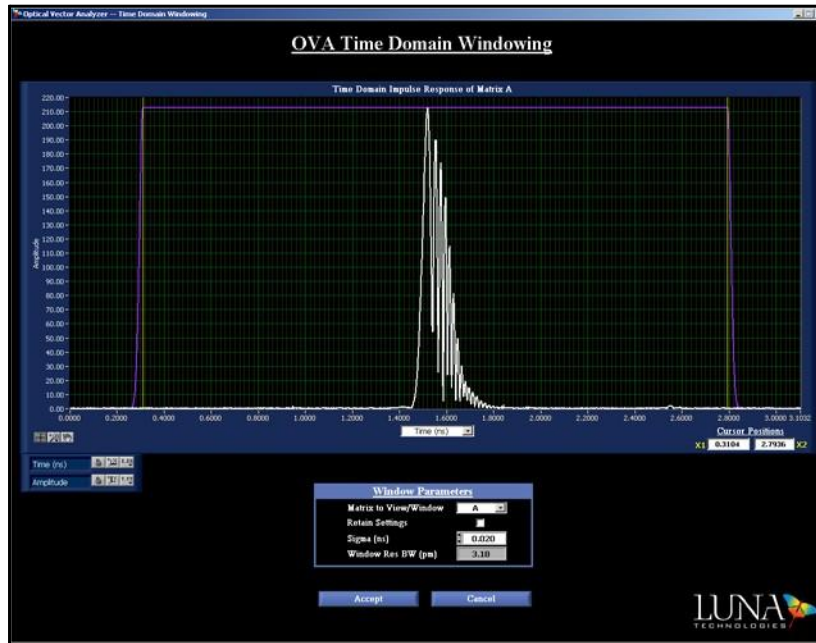 Optical Vector Analyzer -- Time Domain Windowing
OVA Time Domain Windowing
Time Domain Impulse Response of Matrix A
220.00
210.00
200.00
190.00
180.00
170.00
160.00
150.00
140.00
130.00
120.00
110.00
100.00
90.00
80.00
70.00
60.00
50.00
40.00
30.00
20.00
10.00
0.00
Amplitude
0.0000 0.2000 0.4000 0.6000 0.8000 1.0000 1.2000 1.4000 1.6000 1.8000 2.0000 2.2000 2.4000 2.6000 2.8000 3.0000 3.1032
Time (ns)
Cursor Positions
X1 0.3104 2.7936 X2
Time (ns)
Amplitude
Window Parameters
Matrix to View/Window A
Retain Settings
Sigma (ns) 0.020
Window Res BW (pm) 3.10
Accept Cancel
LUNA
TECHNOLOGIES